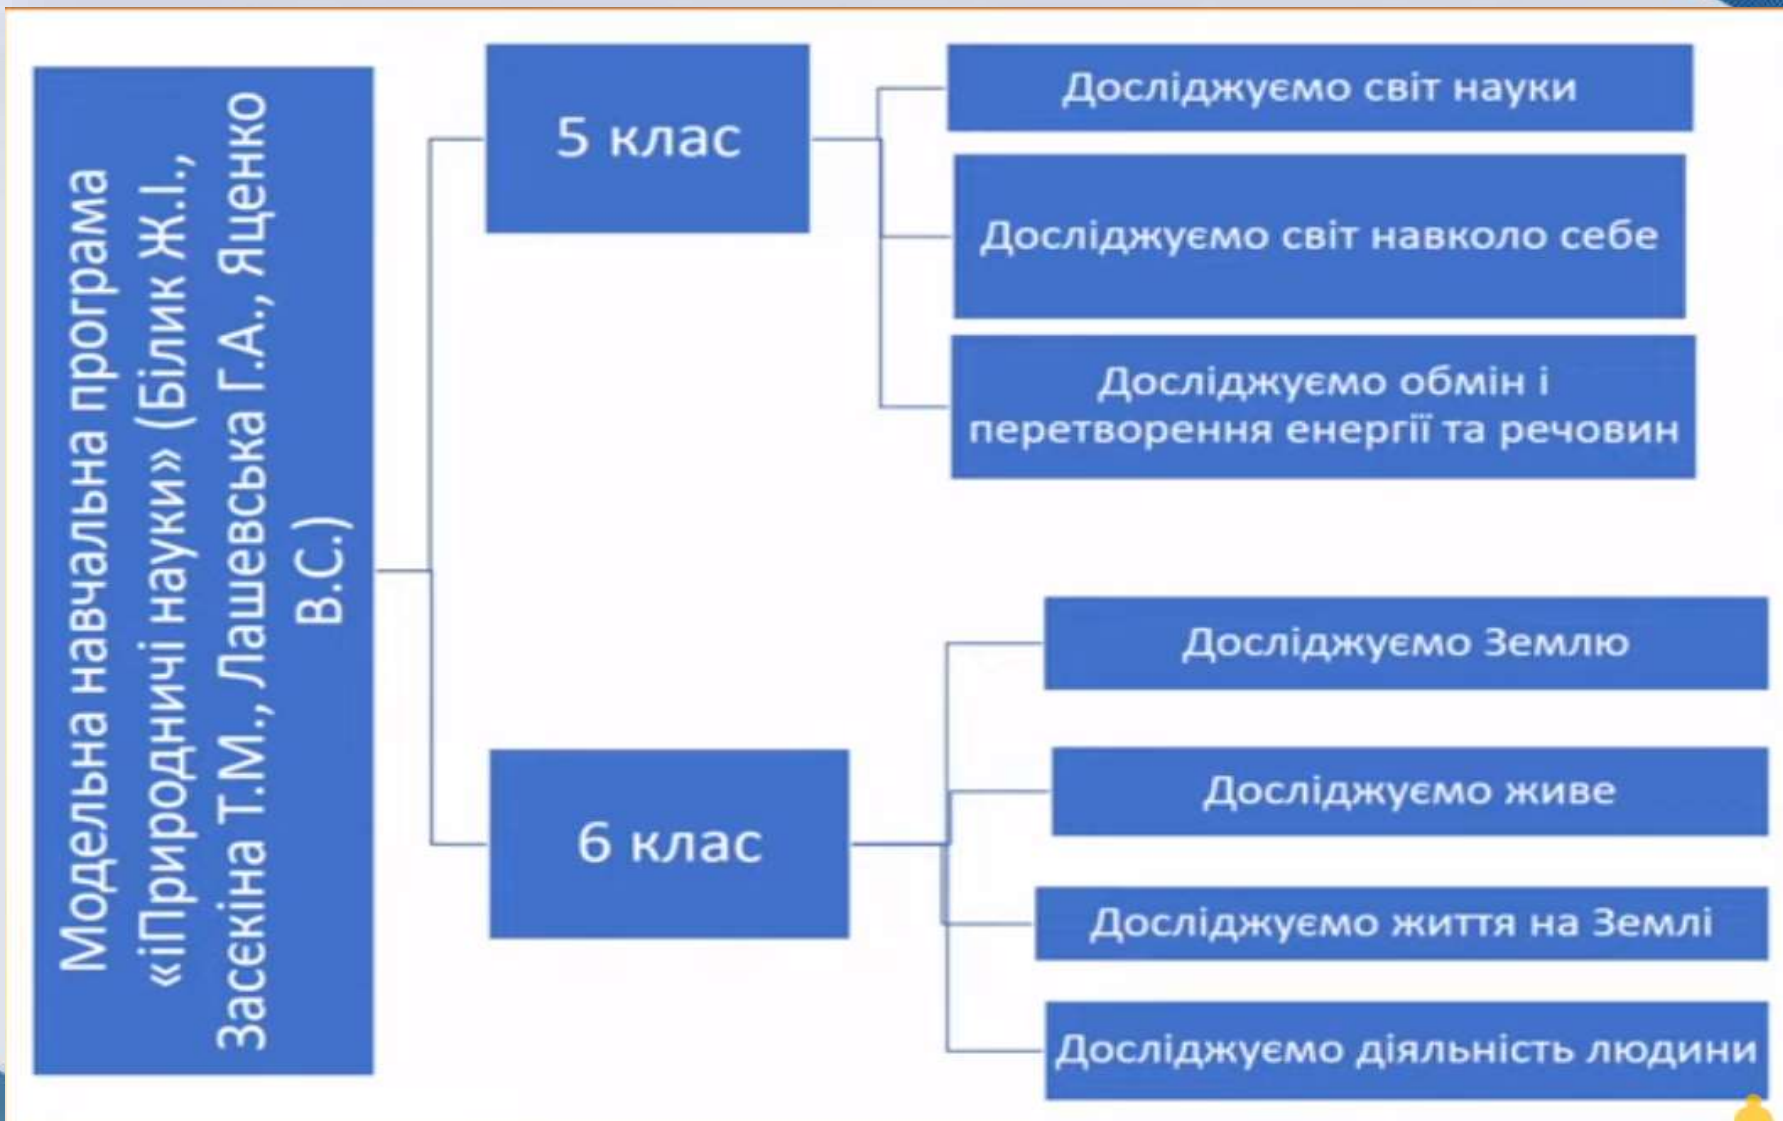 Модельна навчальна програма
«іПрироdничі науки» (Білик Ж.І.,
Засєкіна Т.М., Лашевська Г.А., Яценко
В.С.)
5 клас
Досліджуємо світ науки
Досліджуємо світ навколо себе
Досліджуємо обмін і
перетворення енергії та речовин
6 клас
Досліджуємо Землю
Досліджуємо живе
Досліджуємо життя на Землі
Досліджуємо діяльність людини